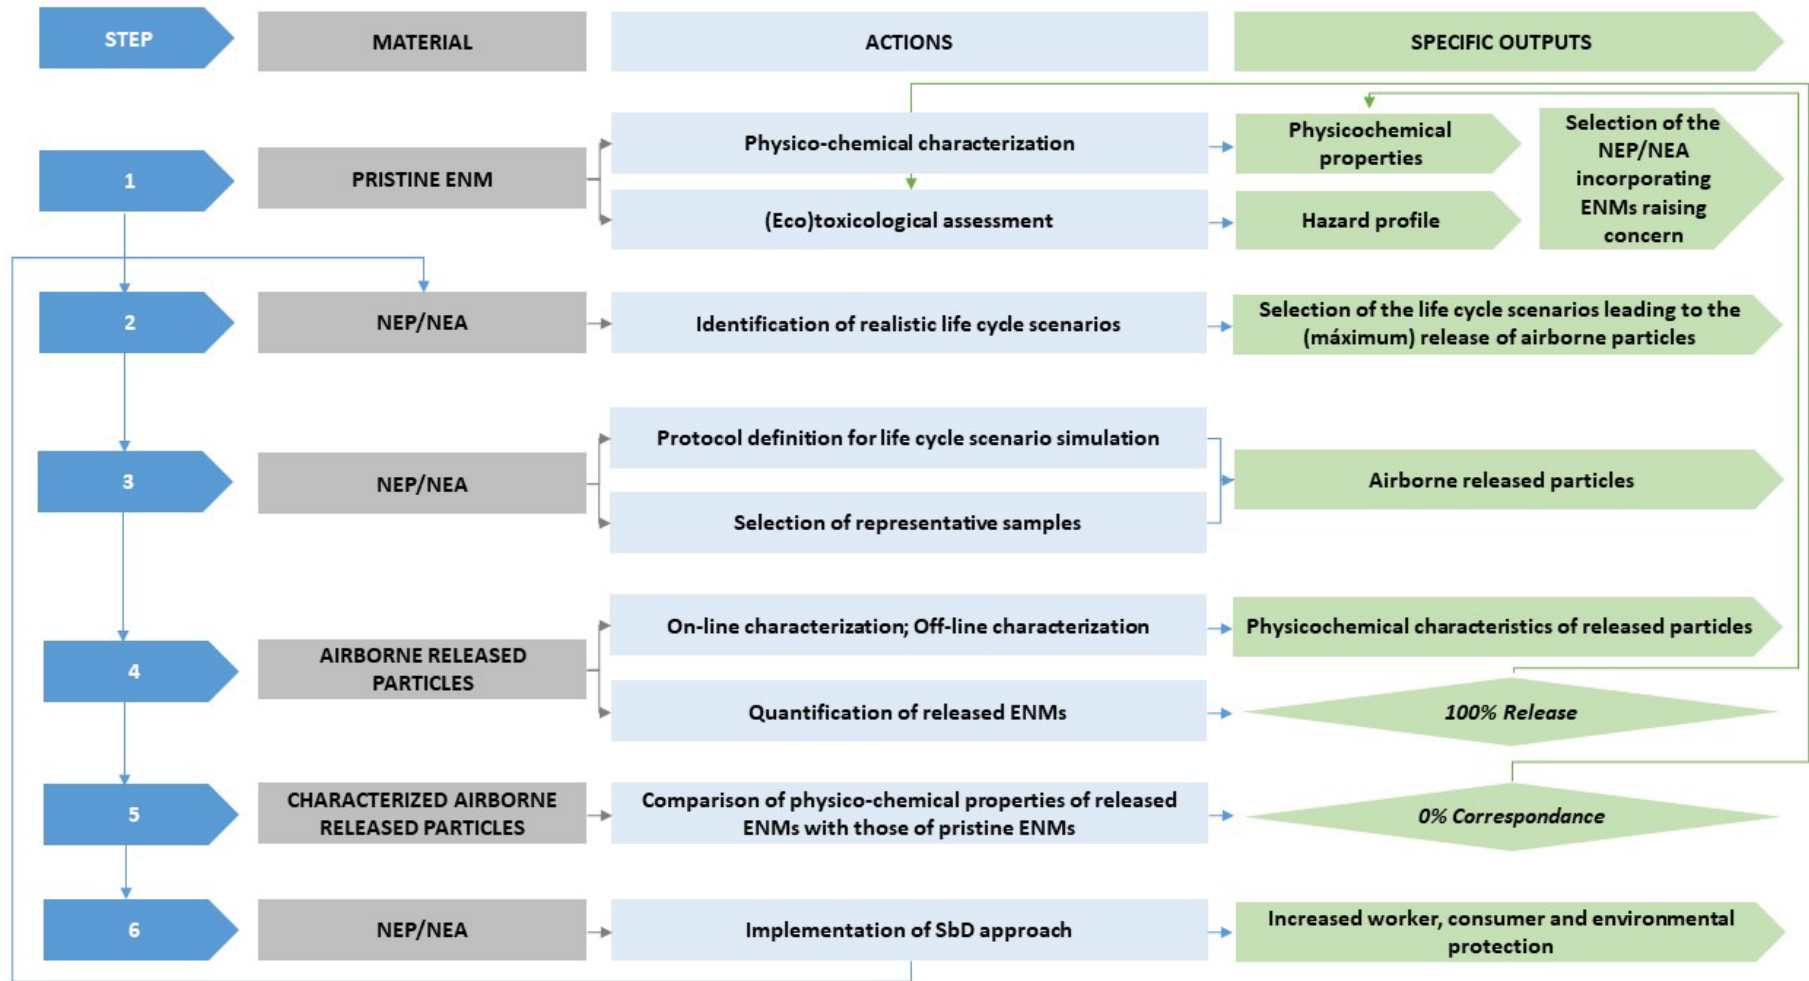 STEP
MATERIAL
ACTIONS
SPECIFIC OUTPUTS
1
PRISTINE ENM
Physico-chemical characterization
Physicochemical
properties
(Eco)toxicological assessment
Hazard profile
Selection of the
NEP/NEA
incorporating
ENMs raising
concern
2
NEP/NEA
Identification of realistic life cycle scenarios
Selection of the life cycle scenarios leading to the
(máximum) release of airborne particles
3
NEP/NEA
Protocol definition for life cycle scenario simulation
Selection of representative samples
Airborne released particles
4
AIRBORNE RELEASED
PARTICLES
On-line characterization; Off-line characterization
Physicochemical characteristics of released particles
Quantification of released ENMs
100% Release
5
CHARACTERIZED AIRBORNE
RELEASED PARTICLES
Comparison of physico-chemical properties of released
ENMs with those of pristine ENMs
0% Correspondance
6
NEP/NEA
Implementation of SbD approach
Increased worker, consumer and environmental
protection